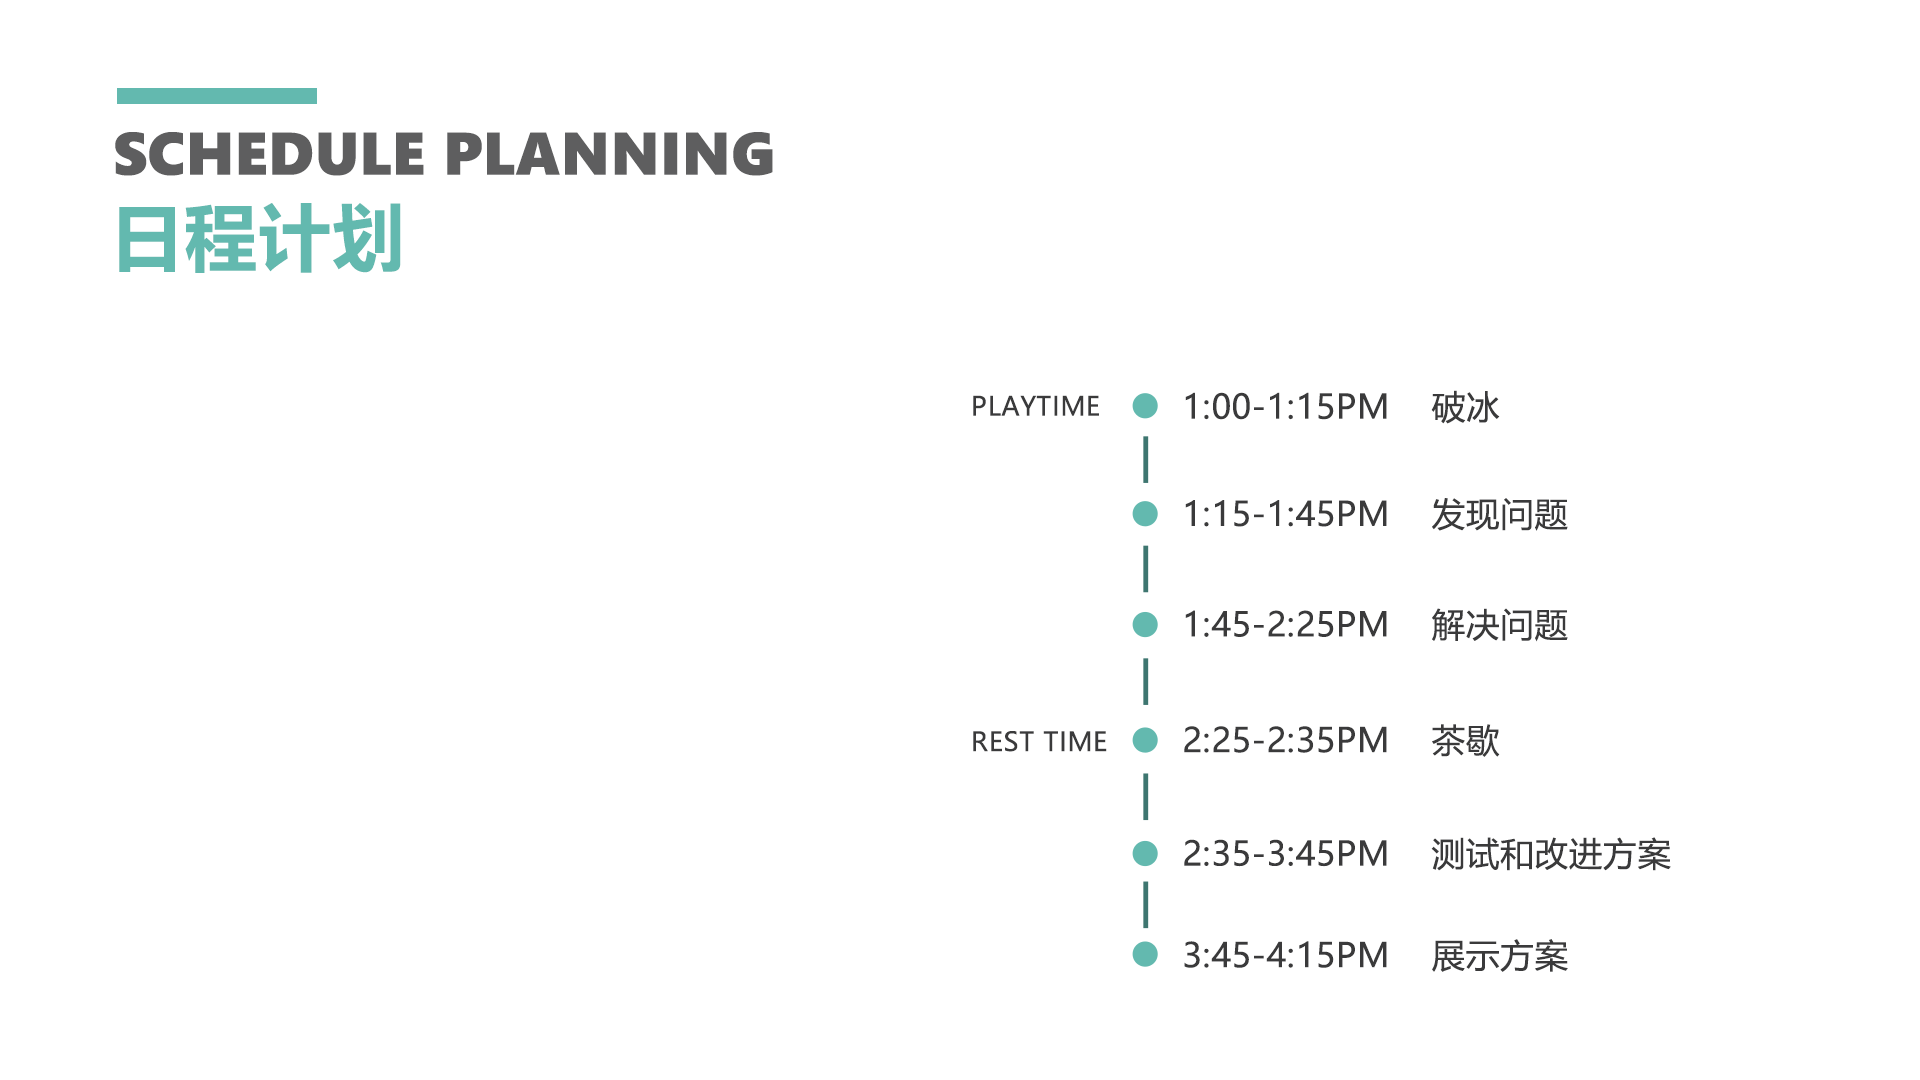 SCHEDULE PLANNING
日程计划
PLAYTIME 1:00-1:15PM 破冰
1:15-1:45PM 发现问题
1:45-2:25PM 解决问题
REST TIME 2:25-2:35PM 茶歇
2:35-3:45PM 测试和改进方案
3:45-4:15PM 展示方案